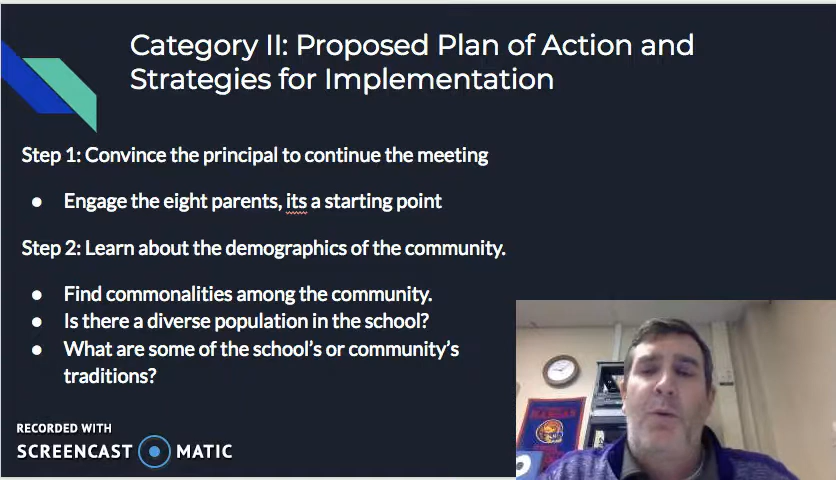 Category II: Proposed Plan of Action and
Strategies for Implementation
Step 1: Convince the principal to continue the meeting
● Engage the eight parents, its a starting point
Step 2: Learn about the demographics of the community.
● Find commonalities among the community.
● Is there a diverse population in the school?
● What are some of the school's or community's
traditions?
RECORDED WITH
SCREENCAST MATIC
KANSAS